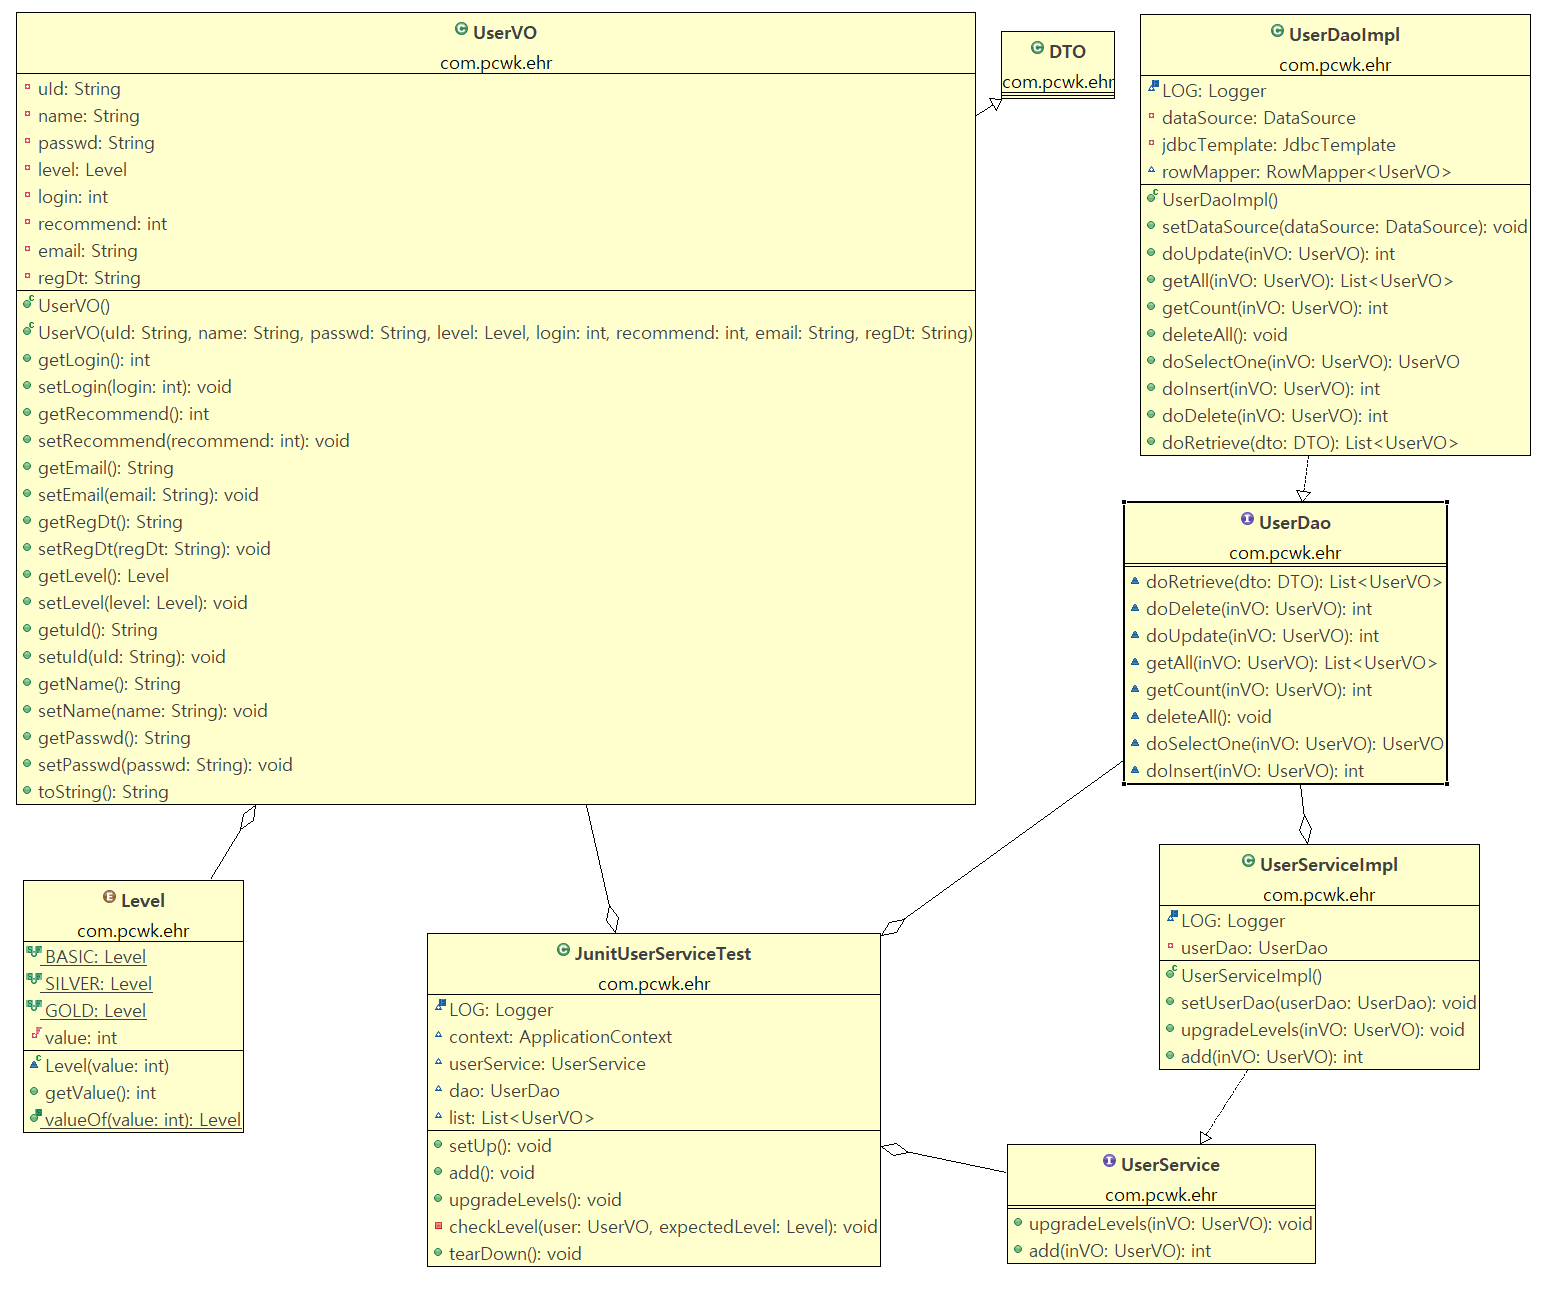 UserVO
com.pcwk.ehr
uId: String
name: String
passwd: String
level: Level
login: int
recommend: int
email: String
regDt: String
UserVO()
UserVO(uId: String, name: String, passwd: String, level: Level, login: int, recommend: int, email: String, regDt: String)
getLogin(): int
setLogin(login: int): void
getRecommend(): int
setRecommend(recommend: int): void
getEmail(): String
setEmail(email: String): void
getRegDt(): String
setRegDt(regDt: String): void
getLevel(): Level
setLevel(level: Level): void
getuId(): String
setuId(uId: String): void
getName(): String
setName(name: String): void
getPasswd(): String
setPasswd(passwd: String): void
toString(): String
DTO
com.pcwk.ehr
UserDaoImpl
com.pcwk.ehr
LOG: Logger
dataSource: DataSource
jdbcTemplate: JdbcTemplate
rowMapper: RowMapper<UserVO>
UserDaoImpl()
setDataSource(dataSource: DataSource): void
doUpdate(inVO: UserVO): int
getAll(inVO: UserVO): List<UserVO>
getCount(inVO: UserVO): int
deleteAll(): void
doSelectOne(inVO: UserVO): UserVO
doInsert(inVO: UserVO): int
doDelete(inVO: UserVO): int
doRetrieve(dto: DTO): List<UserVO>
UserDao
com.pcwk.ehr
doRetrieve(dto: DTO): List<UserVO>
doDelete(inVO: UserVO): int
doUpdate(inVO: UserVO): int
getAll(inVO: UserVO): List<UserVO>
getCount(inVO: UserVO): int
deleteAll(): void
doSelectOne(inVO: UserVO): UserVO
doInsert(inVO: UserVO): int
Level
com.pcwk.ehr
BASIC: Level
SILVER: Level
GOLD: Level
value: int
Level(value: int)
getValue(): int
valueOf(value: int): Level
JunitUserServiceTest
com.pcwk.ehr
LOG: Logger
context: ApplicationContext
userService: UserService
dao: UserDao
list: List<UserVO>
setUp(): void
add(): void
upgradeLevels(): void
checkLevel(user: UserVO, expectedLevel: Level): void
tearDown(): void
UserServiceImpl
com.pcwk.ehr
LOG: Logger
userDao: UserDao
UserServiceImpl()
setUserDao(userDao: UserDao): void
upgradeLevels(inVO: UserVO): void
add(inVO: UserVO): int
UserService
com.pcwk.ehr
upgradeLevels(inVO: UserVO): void
add(inVO: UserVO): int